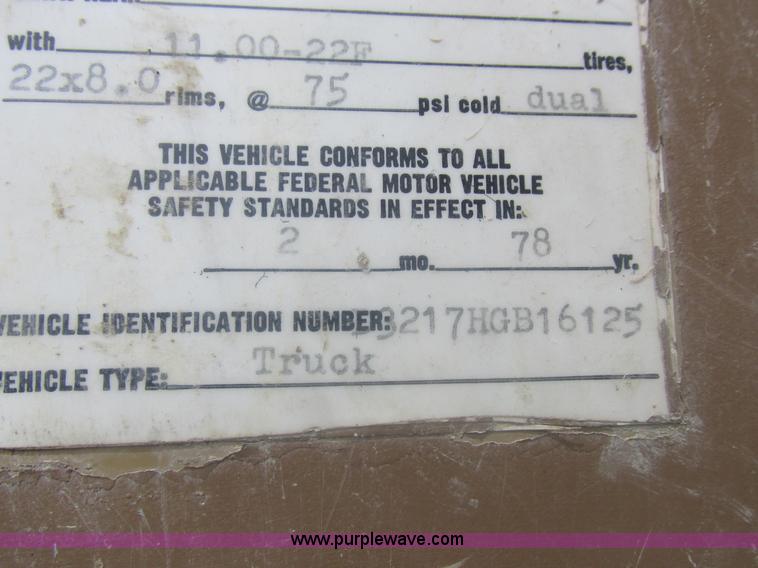 with 11.00-22F tires,
22x8.0 rims, @ 75 psi cold dual
THIS VEHICLE CONFORMS TO ALL
APPLICABLE FEDERAL MOTOR VEHICLE
SAFETY STANDARDS IN EFFECT IN:
2 mo. 78 yr.
VEHICLE IDENTIFICATION NUMBER:
VEHICLE TYPE: Truck
www.purplewave.com